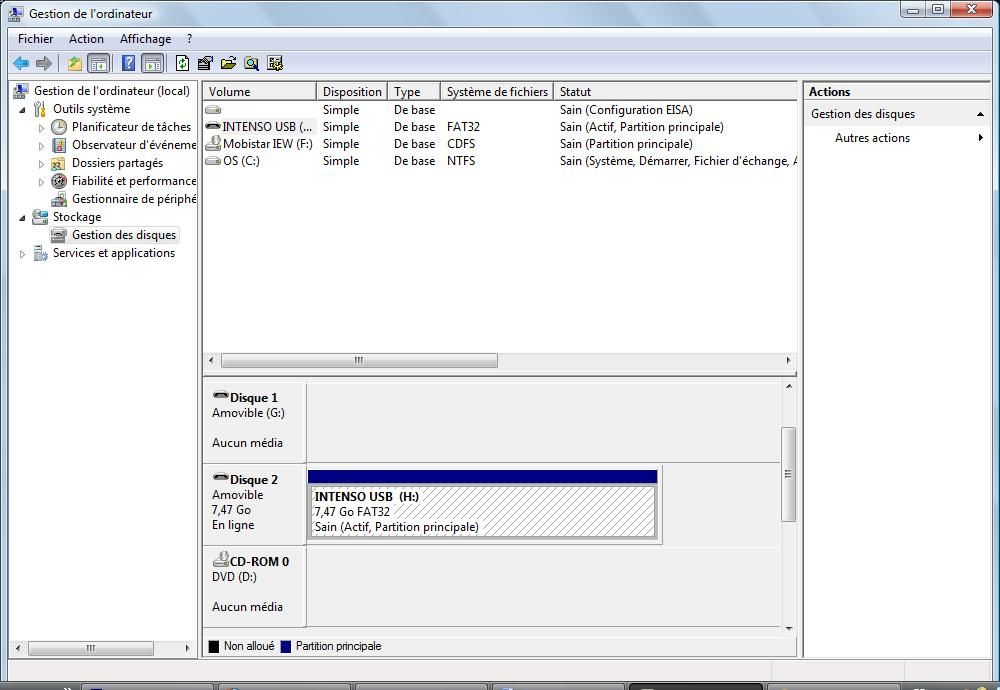 Gestion de l'ordinateur
Fichier Action Affichage ?
Gestion de l'ordinateur (local)
Outils système
Planificateur de tâches
Observateur d'événeme
Dossiers partagés
Fiabilité et performance
Gestionnaire de périphé
Stockage
Gestion des disques
Services et applications
Volume Disposition Type Système de fichiers Statut
Simple De base Sain (Configuration EISA)
INTENSO USB (... Simple De base FAT32 Sain (Actif, Partition principale)
Mobistar IEW (F:) Simple De base CDFS Sain (Partition principale)
OS (C:) Simple De base NTFS Sain (Système, Démarrer, Fichier d'échange, A
Disque 1
Amovible (G:)
Aucun média
Disque 2
Amovible
7,47 Go
En ligne
INTENSO USB (H:)
7,47 Go FAT32
Sain (Actif, Partition principale)
CD-ROM 0
DVD (D:)
Aucun média
Non alloué Partition principale
Actions
Gestion des disques
Autres actions